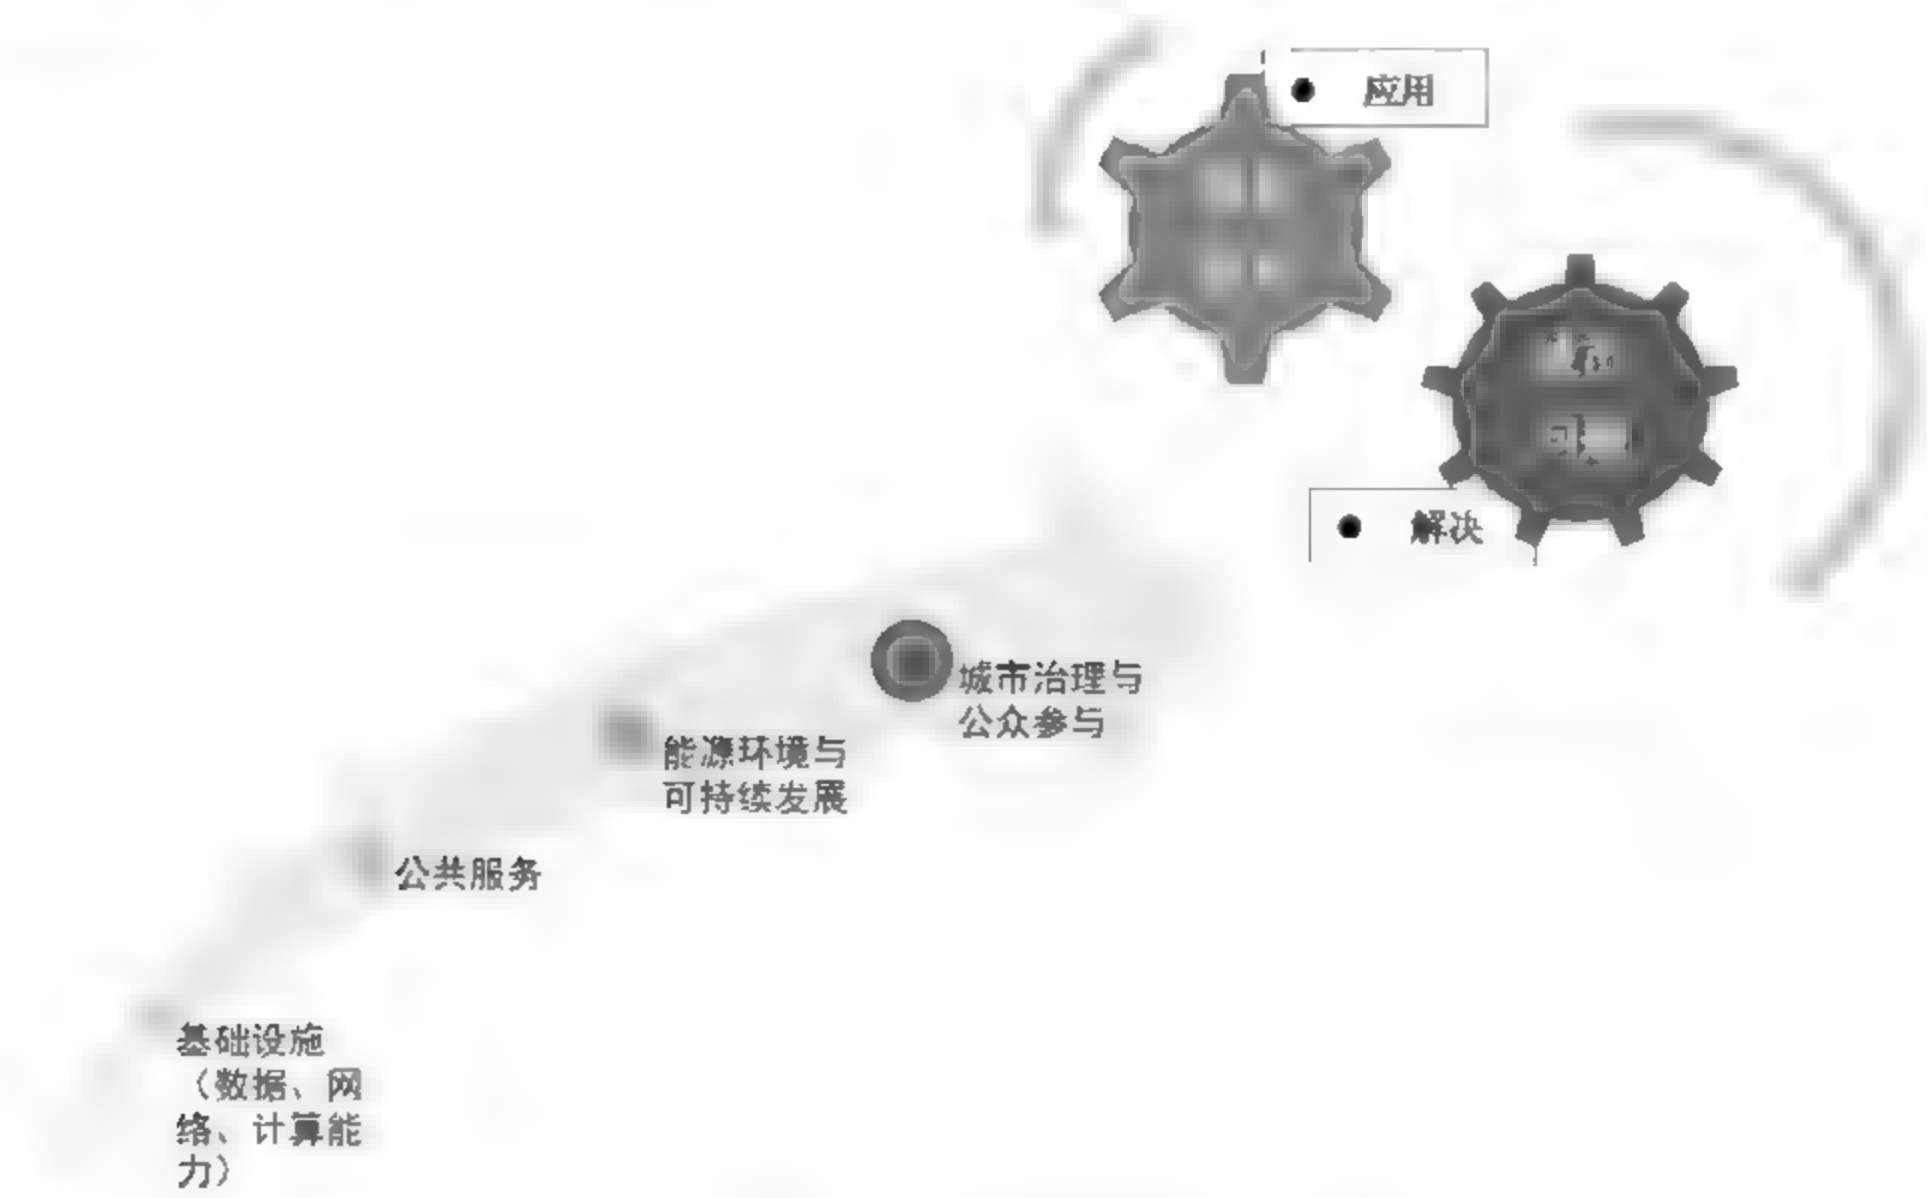 应用
解决
城市治理与
公众参与
能源环境与
可持续发展
公共服务
基础设施
（数据、网
络、计算能
力）